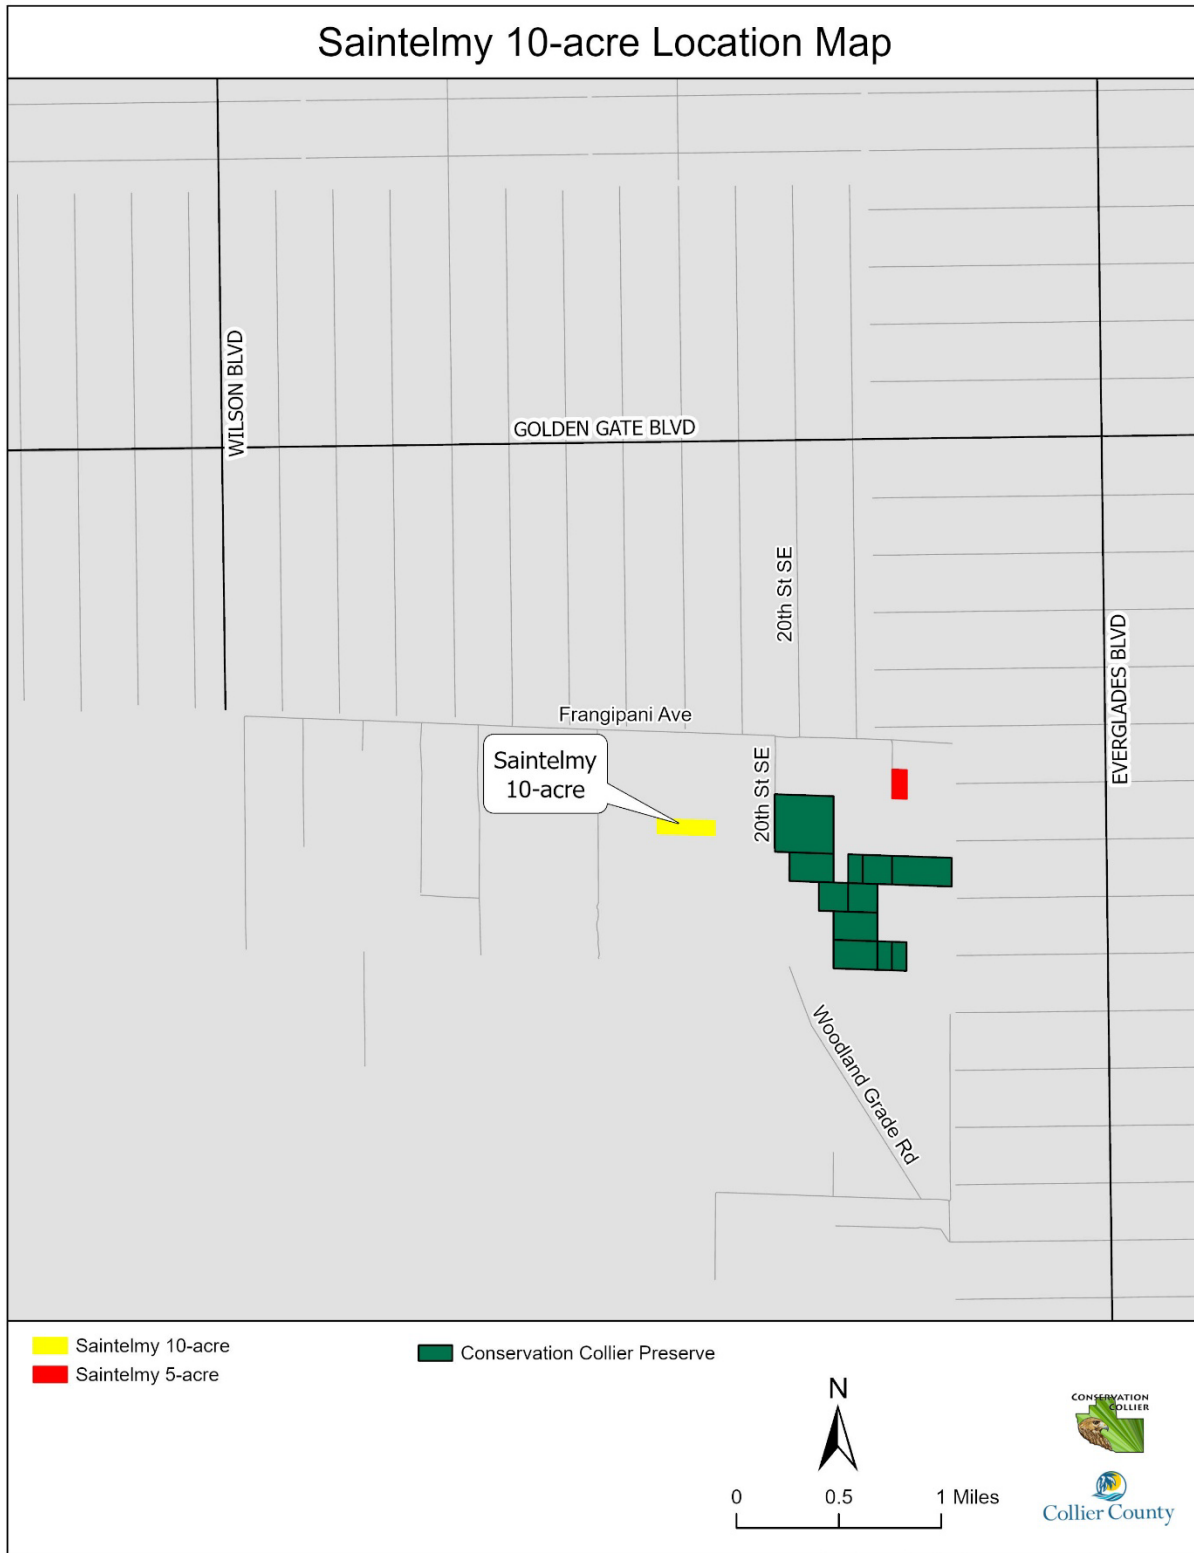 Saintelmy 10-acre Location Map
WILSON BLVD
GOLDEN GATE BLVD
20th St SE
EVERGLADES BLVD
Frangipani Ave
Saintelmy
10-acre
20th St SE
Woodland Grade Rd
Saintelmy 10-acre
Saintelmy 5-acre
Conservation Collier Preserve
N
0 0.5 1 Miles
CONSERVATION
COLLIER
Collier County